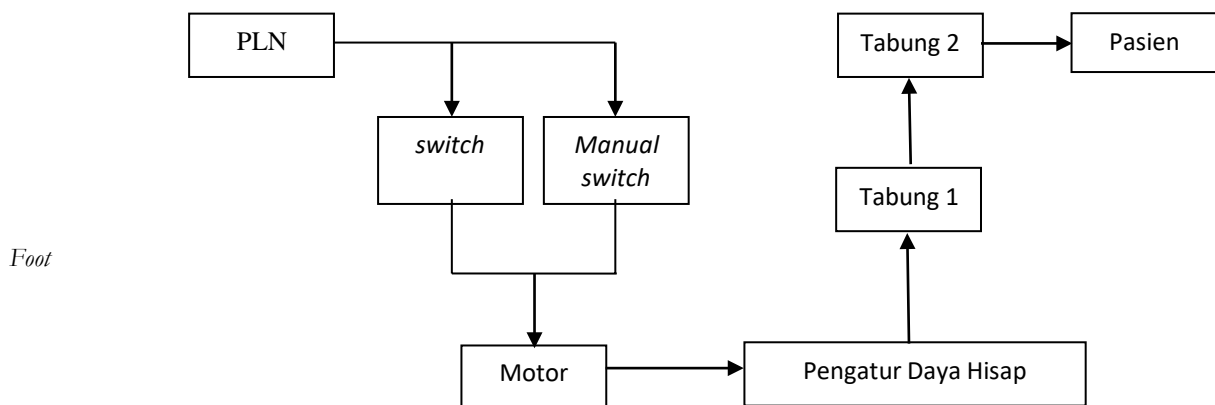 PLN
Tabung 2
Pasien
switch
Manual
switch
Tabung 1
Foot
Motor
Pengatur Daya Hisap